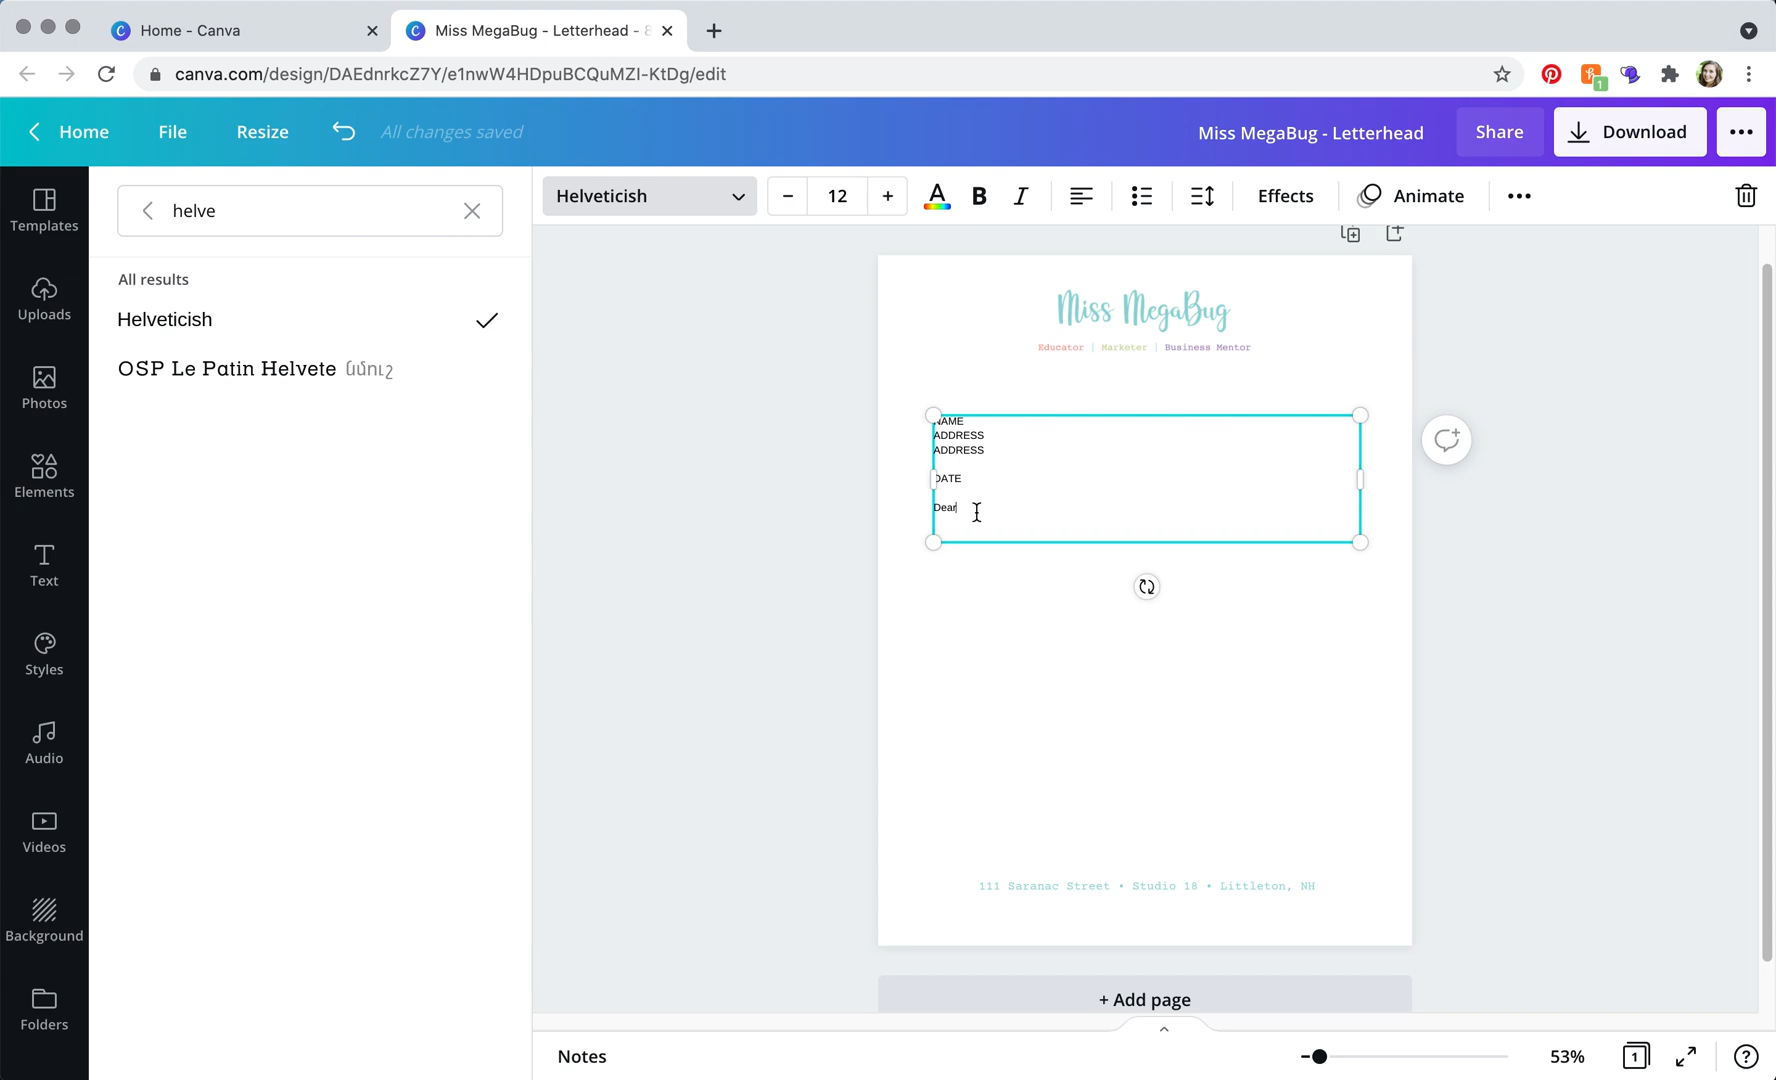 Home - Canva
Miss MegaBug - Letterhead - 8
canva.com/design/DAEdnrkcZ7Y/e1nwW4HDpuBCQuMZI-KtDg/edit
1
Home
File
Resize
All changes saved
Miss MegaBug - Letterhead
Share
Download
Templates
Uploads
Photos
Elements
Text
Styles
Audio
Videos
Background
Folders
helve
All results
Helveticish
OSP Le Patin Helvete
Helveticish
12
A
B
I
Effects
Animate
Miss MegaBug
Educator | Marketer | Business Mentor
NAME
ADDRESS
ADDRESS
DATE
Dear
111 Saranac Street • Studio 18 • Littleton, NH
+ Add page
Notes
53%
1
?